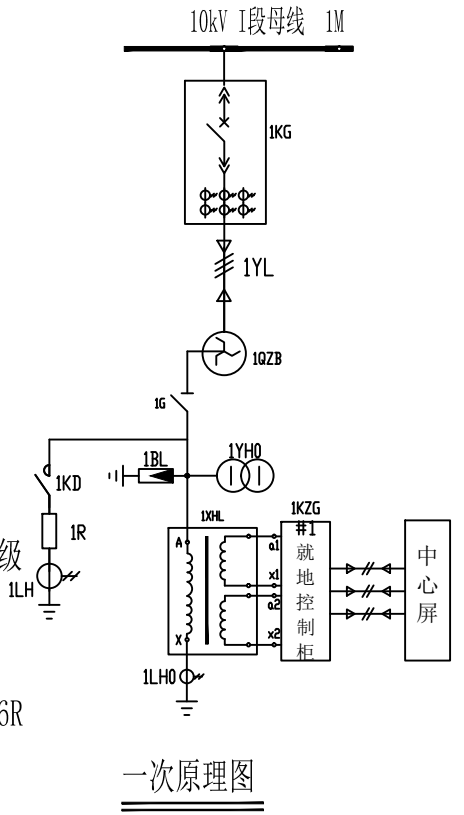 10kV I段母线 1M
1KG
1YL
1QZB
1G
1BL
1YH0
1KD
1XHL
1KZG
#1
就地控制柜
1R
A
a1
中心屏
级
1LH
x1
a2
X
x2
1LH0
6R
一次原理图